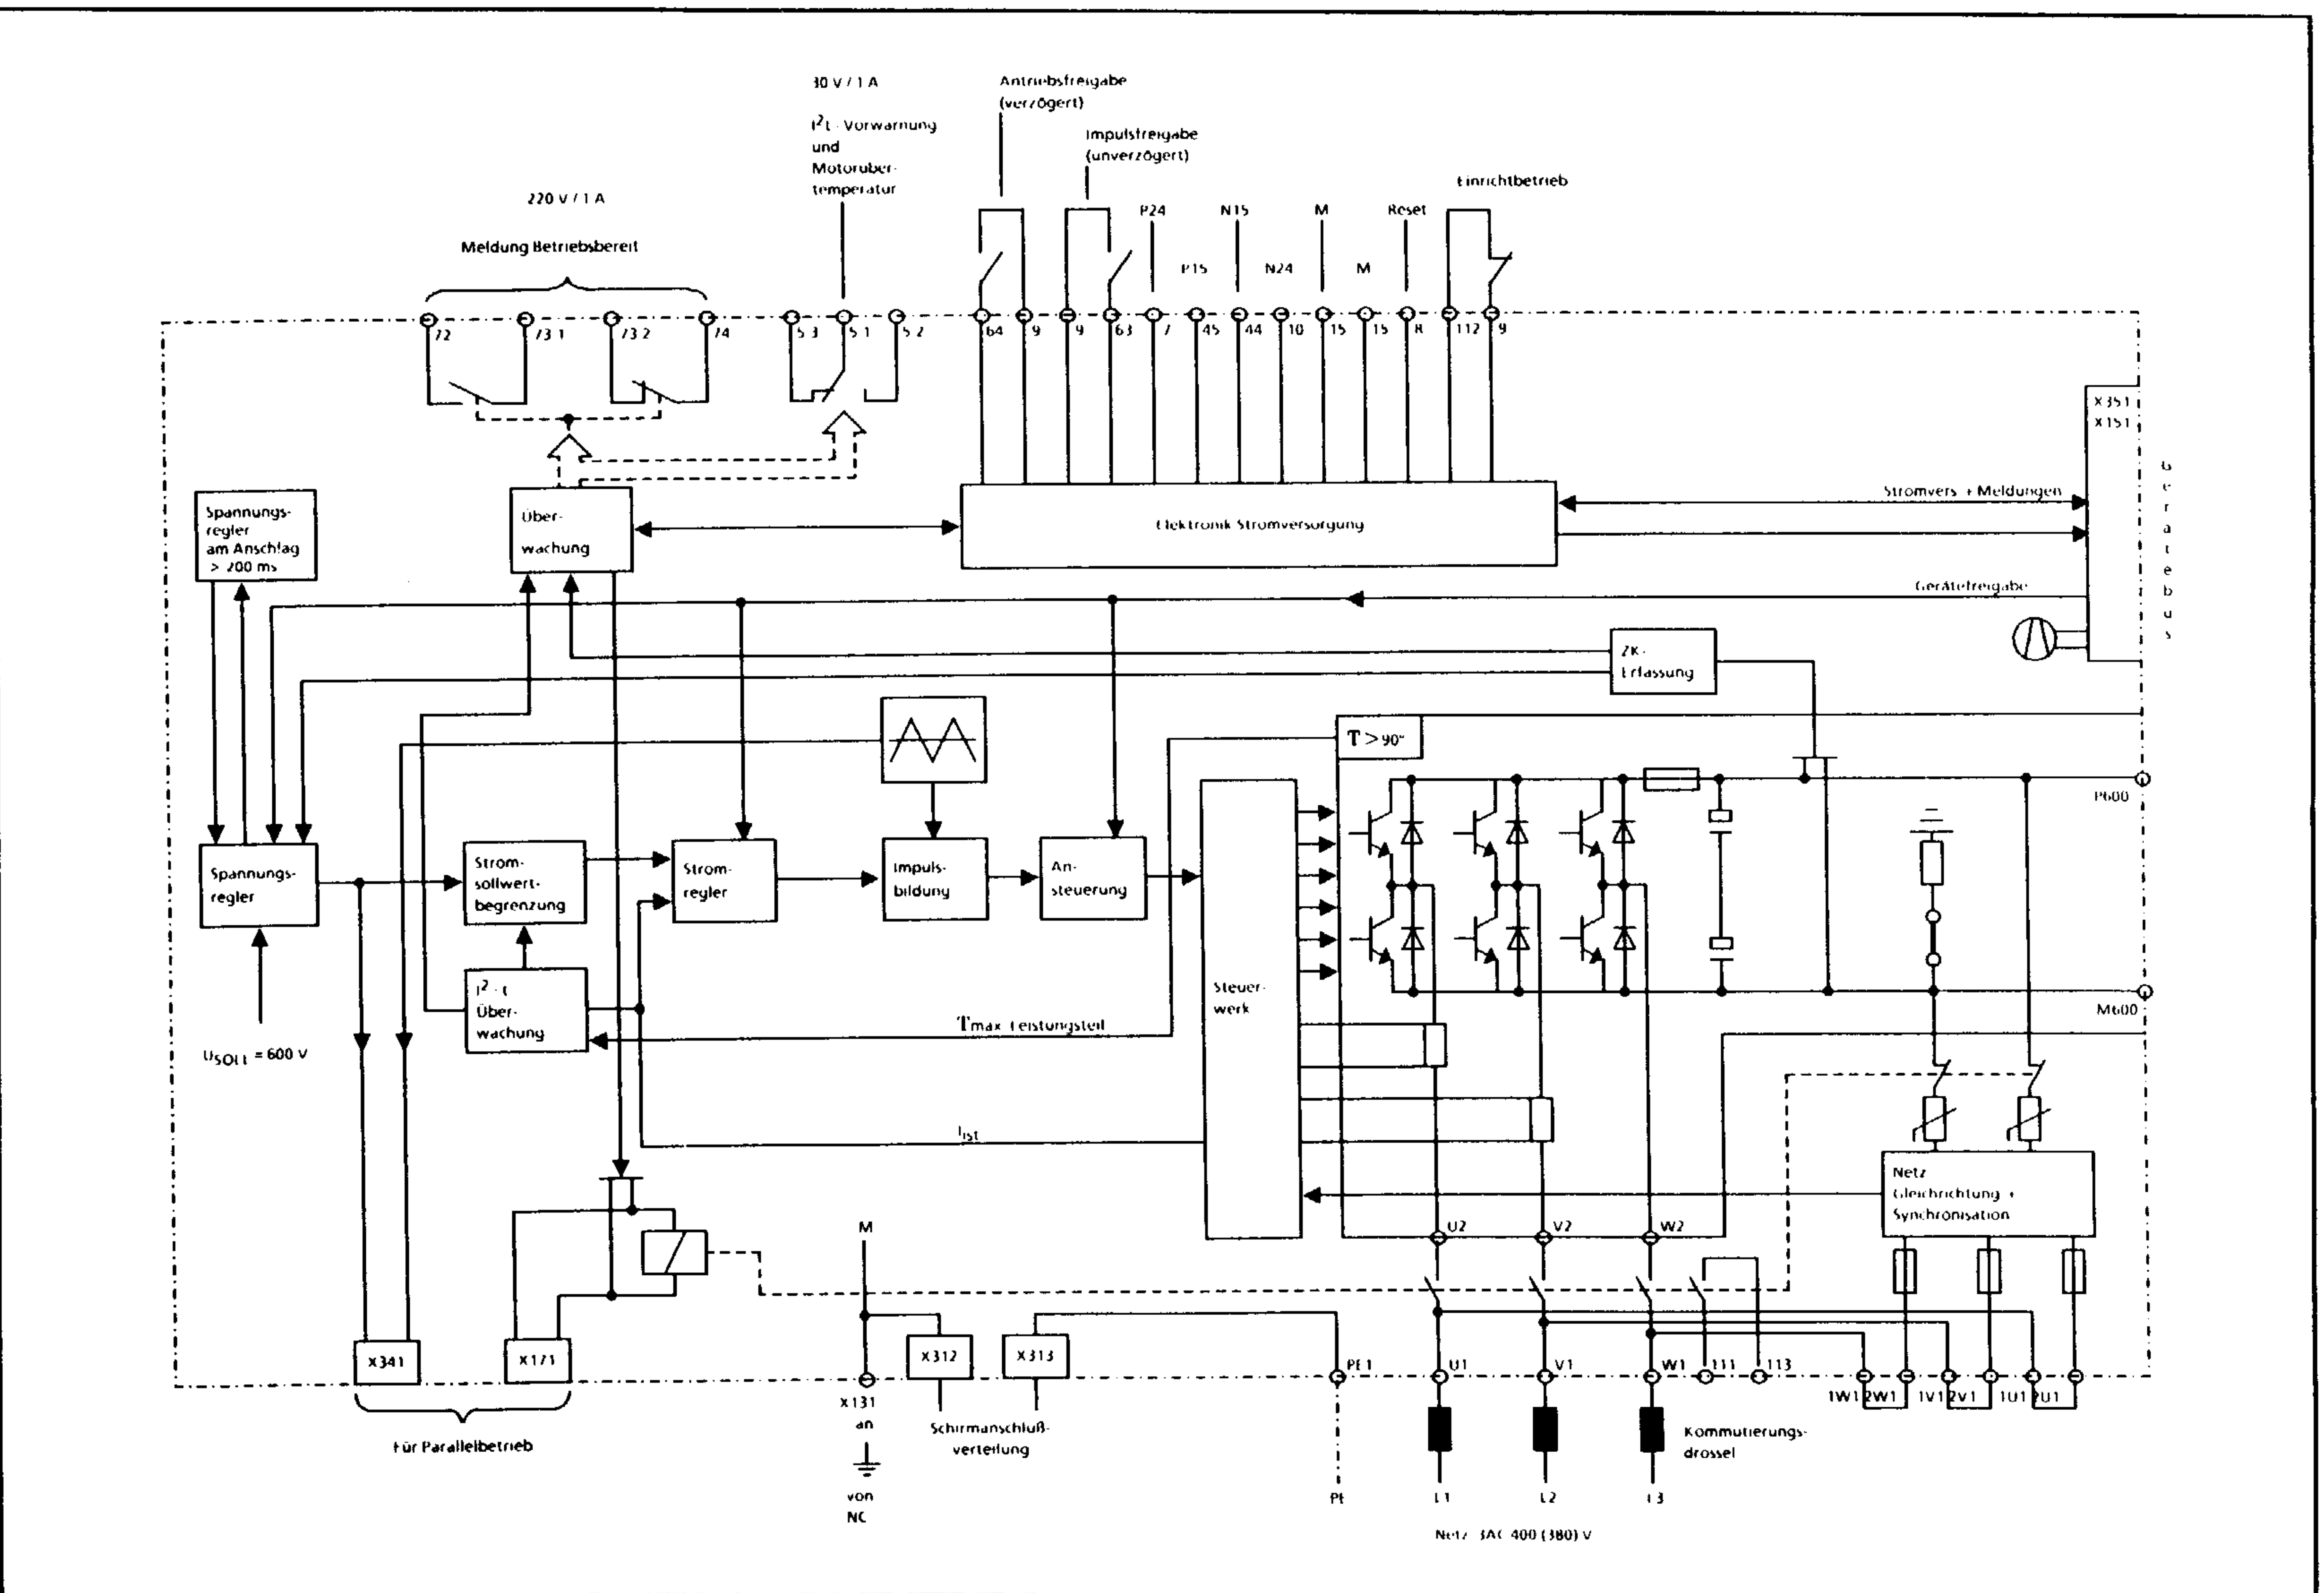 30 V / 1 A
I²t - Vorwarnung
und
Motorüber-
temperatur
Antriebsfreigabe
(verzögert)
Impulsfreigabe
(unverzögert)
Einrichtbetrieb
220 V / 1 A
Meldung Betriebsbereit
P24
N15
M
Reset
P15
N24
M
72
73 1
73 2
74
5 3
5 1
5 2
64
9
9
63
7
45
44
10
15
15
R
112
9
X351
X151
Gerätebus
Spannungs-
regler
am Anschlag
> 200 ms
Über-
wachung
Elektronik Stromversorgung
Stromvers + Meldungen
Gerätefreigabe
ZK-
Erfassung
T > 90°
P600
Spannungs-
regler
Strom-
sollwert-
begrenzung
Strom-
regler
Impuls-
bildung
An-
steuerung
Steuer-
werk
M600
I² - t
Über-
wachung
Tmax Leistungsteil
USOLL = 600 V
Iist
Netz
Gleichrichtung +
Synchronisation
U2
V2
W2
M
X341
X171
X312
X313
PE1
U1
V1
W1
111
113
1W1
2W1
1V1
2V1
1U1
2U1
X131
an
Schirmanschluß-
verteilung
Für Parallelbetrieb
Kommutierungs-
drossel
von
NC
PE
L1
L2
L3
Netz 3AC 400 (380) V